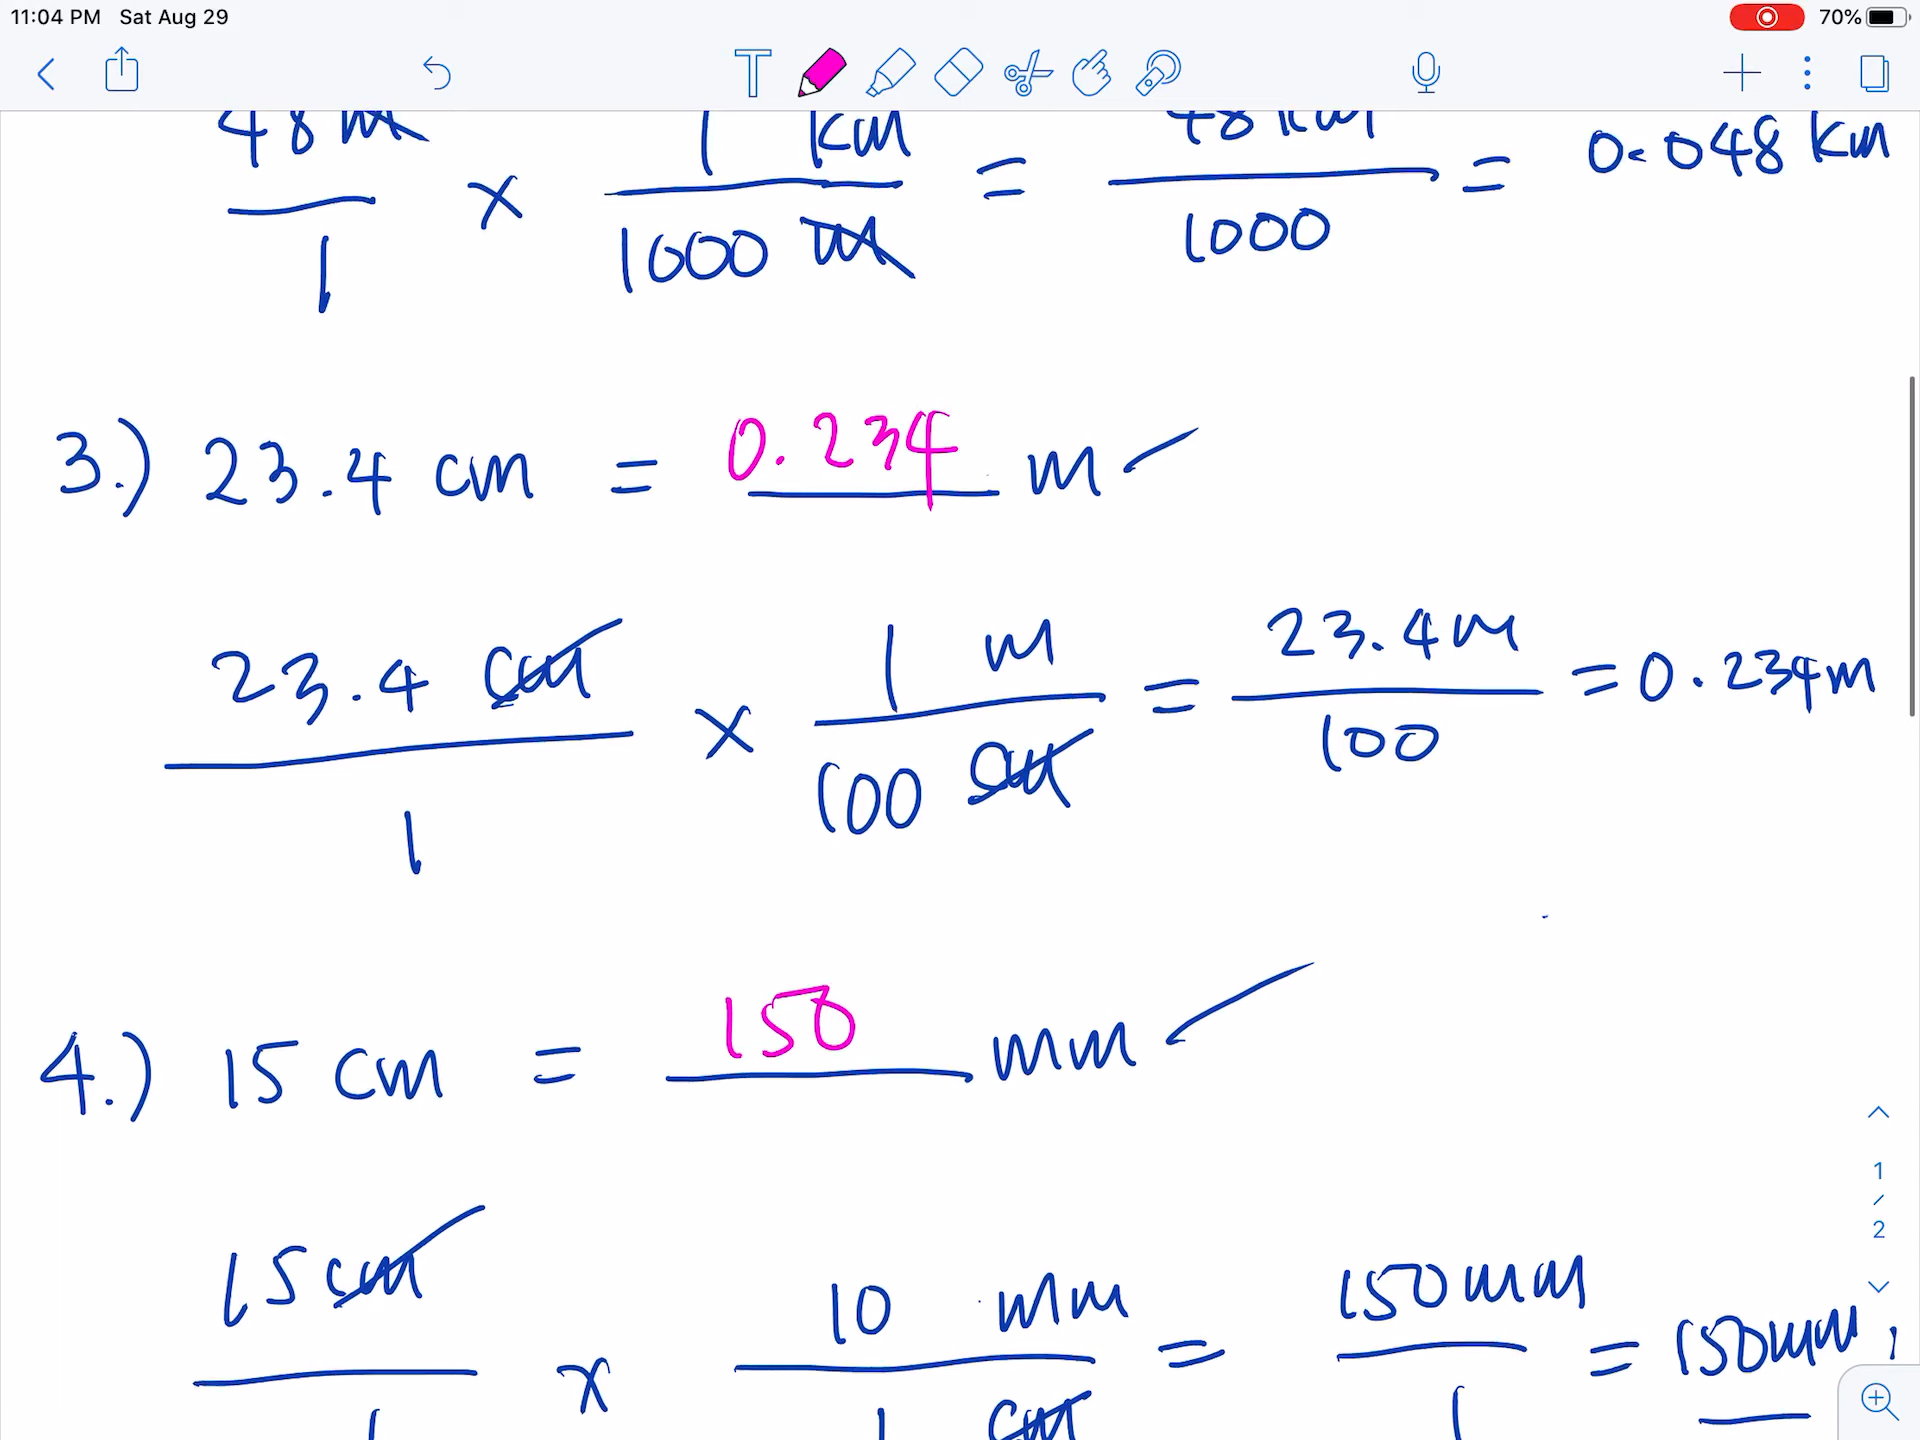 11:04 PM Sat Aug 29 70%
T
48 m × 1 km = 48 km = 0.048 km
1 1000 m 1000
3.) 23.4 cm = 0.234 m
23.4 cm × 1 m = 23.4 m = 0.234 m
1 100 cm 100
4.) 15 cm = 150 mm
1
/
2
15 cm × 10 mm = 150 mm = 150 mm
1 1 cm 1